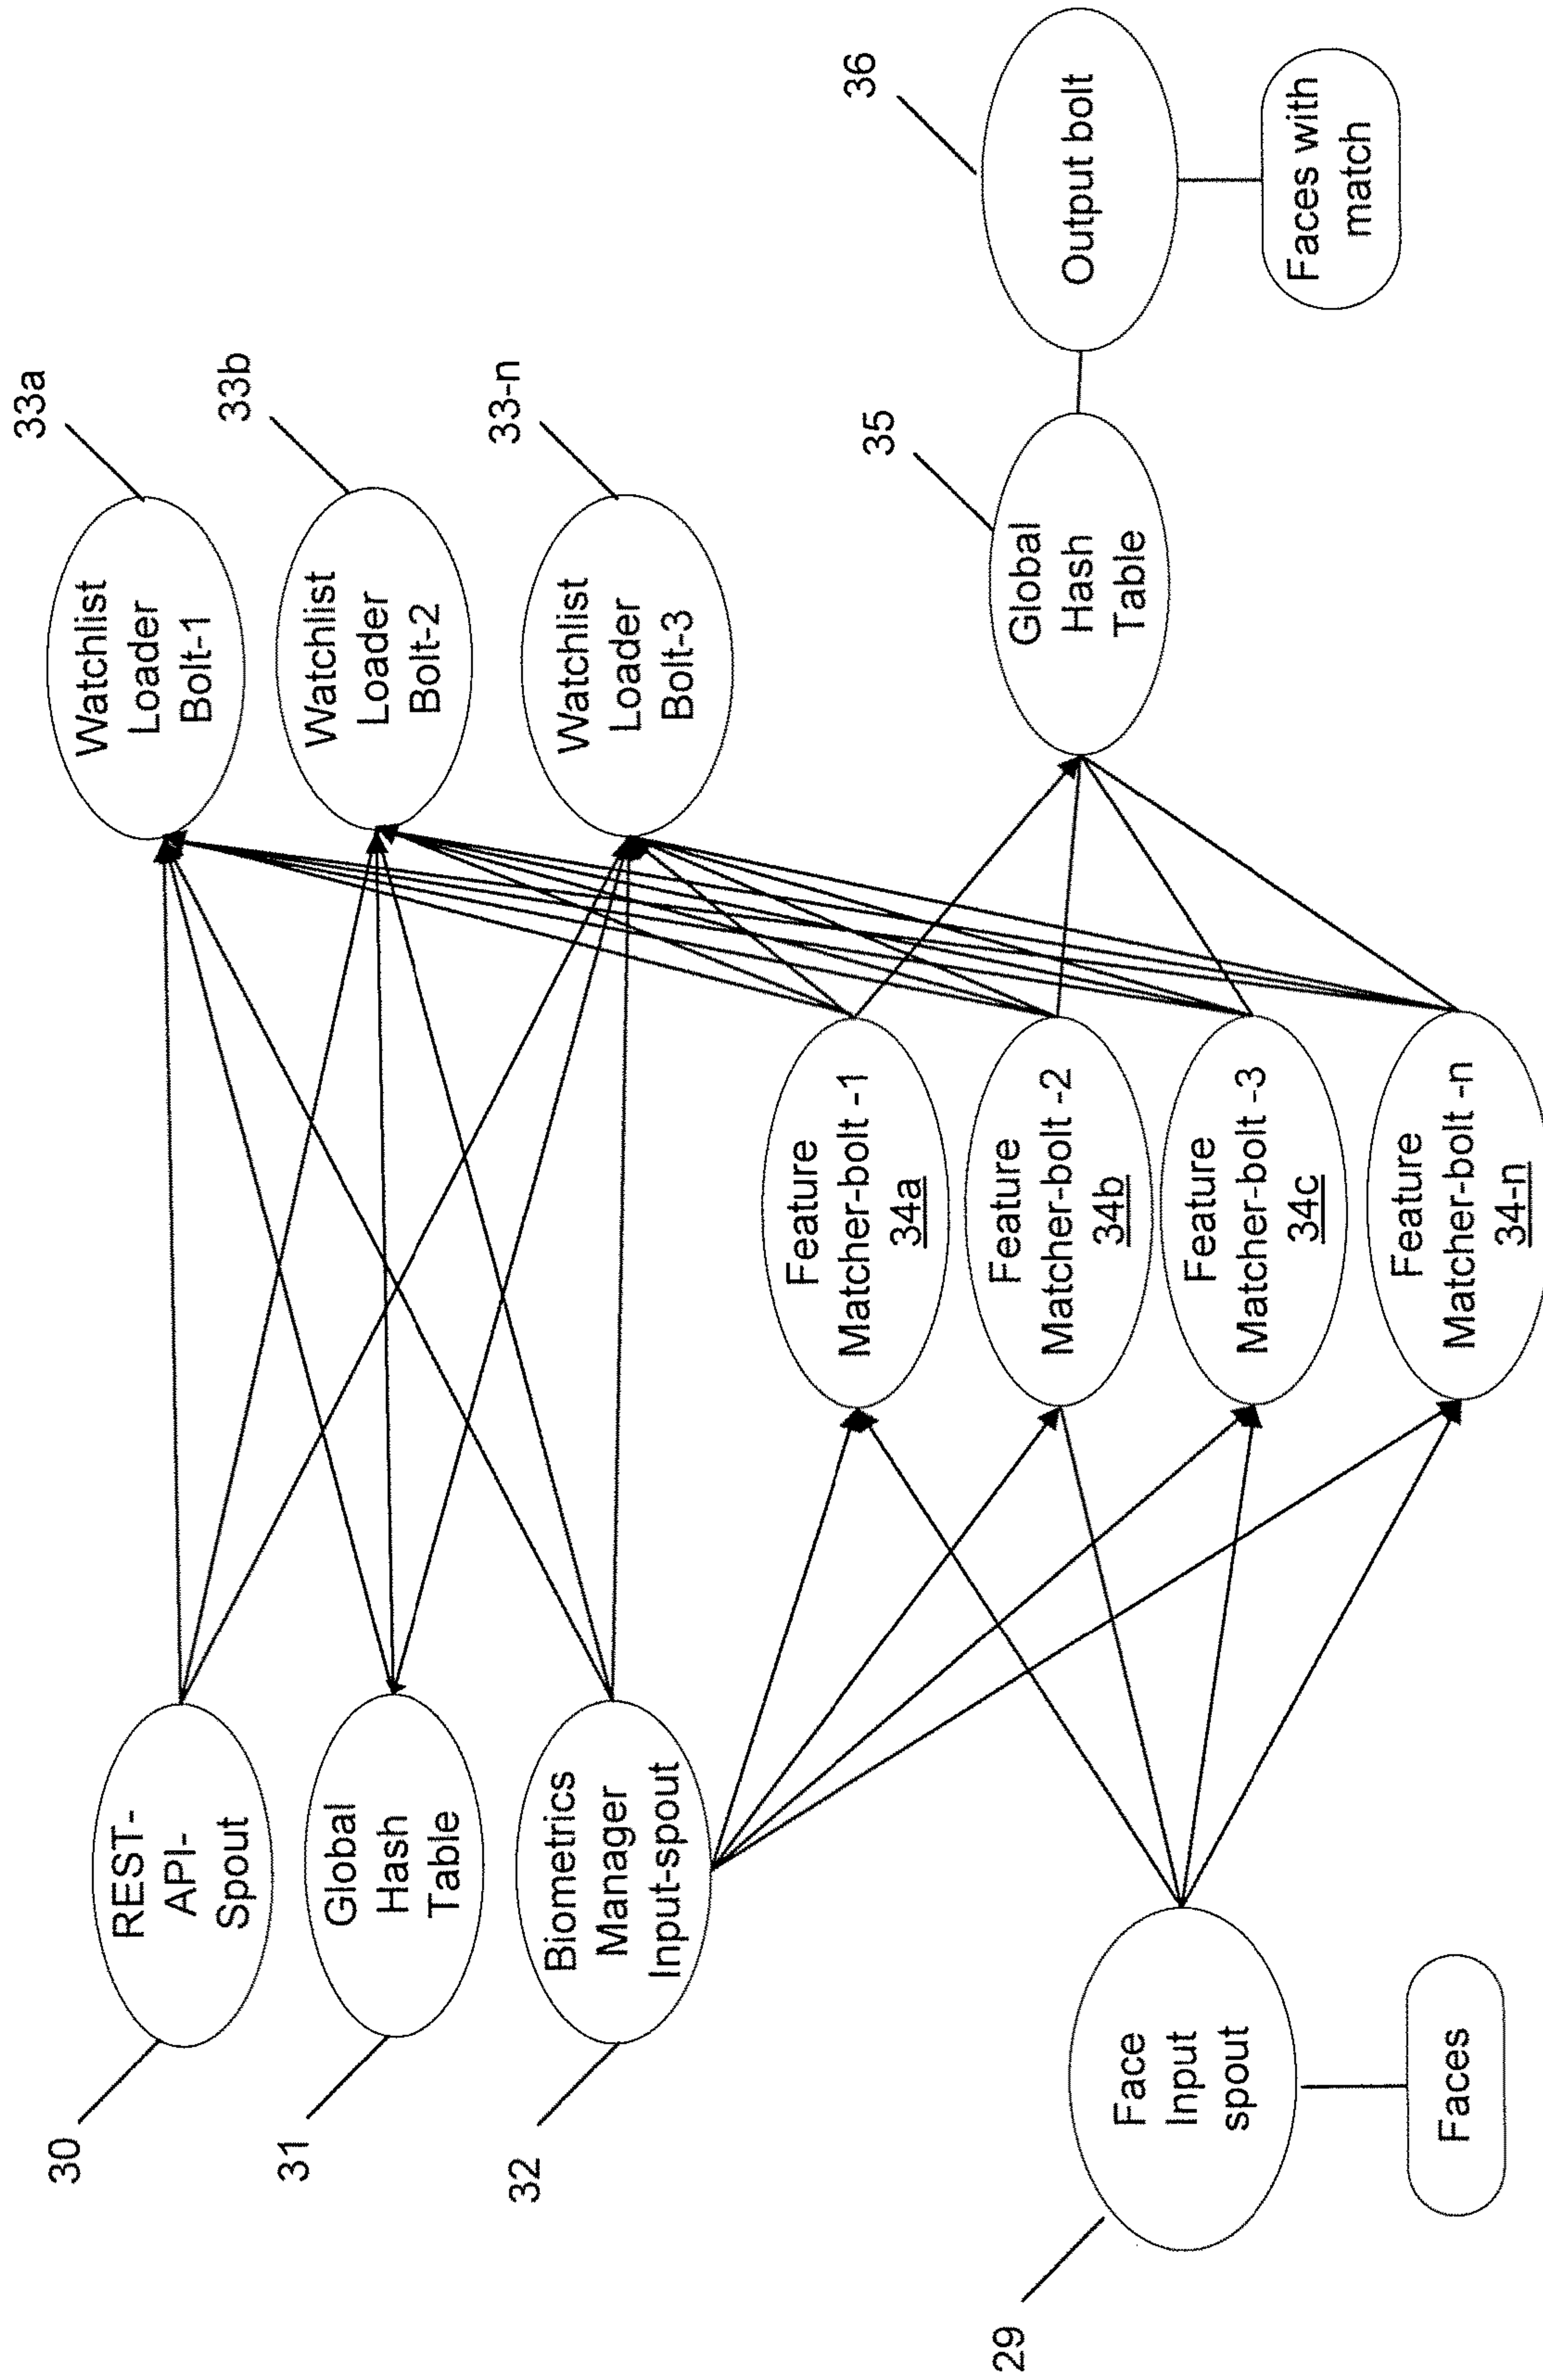 30
REST-
API-
Spout
31
Global
Hash
Table
32
Biometrics
Manager
Input-spout
29
Face
Input
spout
Faces
33a
Watchlist
Loader
Bolt-1
33b
Watchlist
Loader
Bolt-2
33-n
Watchlist
Loader
Bolt-3
Feature
Matcher-bolt -1
34a
Feature
Matcher-bolt -2
34b
Feature
Matcher-bolt -3
34c
Feature
Matcher-bolt -n
34-n
35
Global
Hash
Table
36
Output bolt
Faces with
match